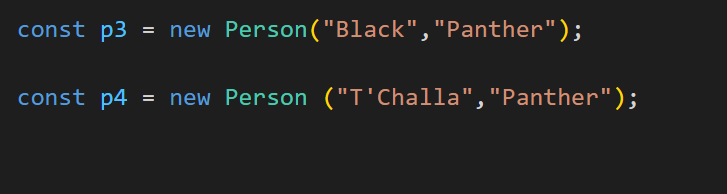 const p3 = new Person("Black","Panther");
const p4 = new Person ("T'Challa","Panther");